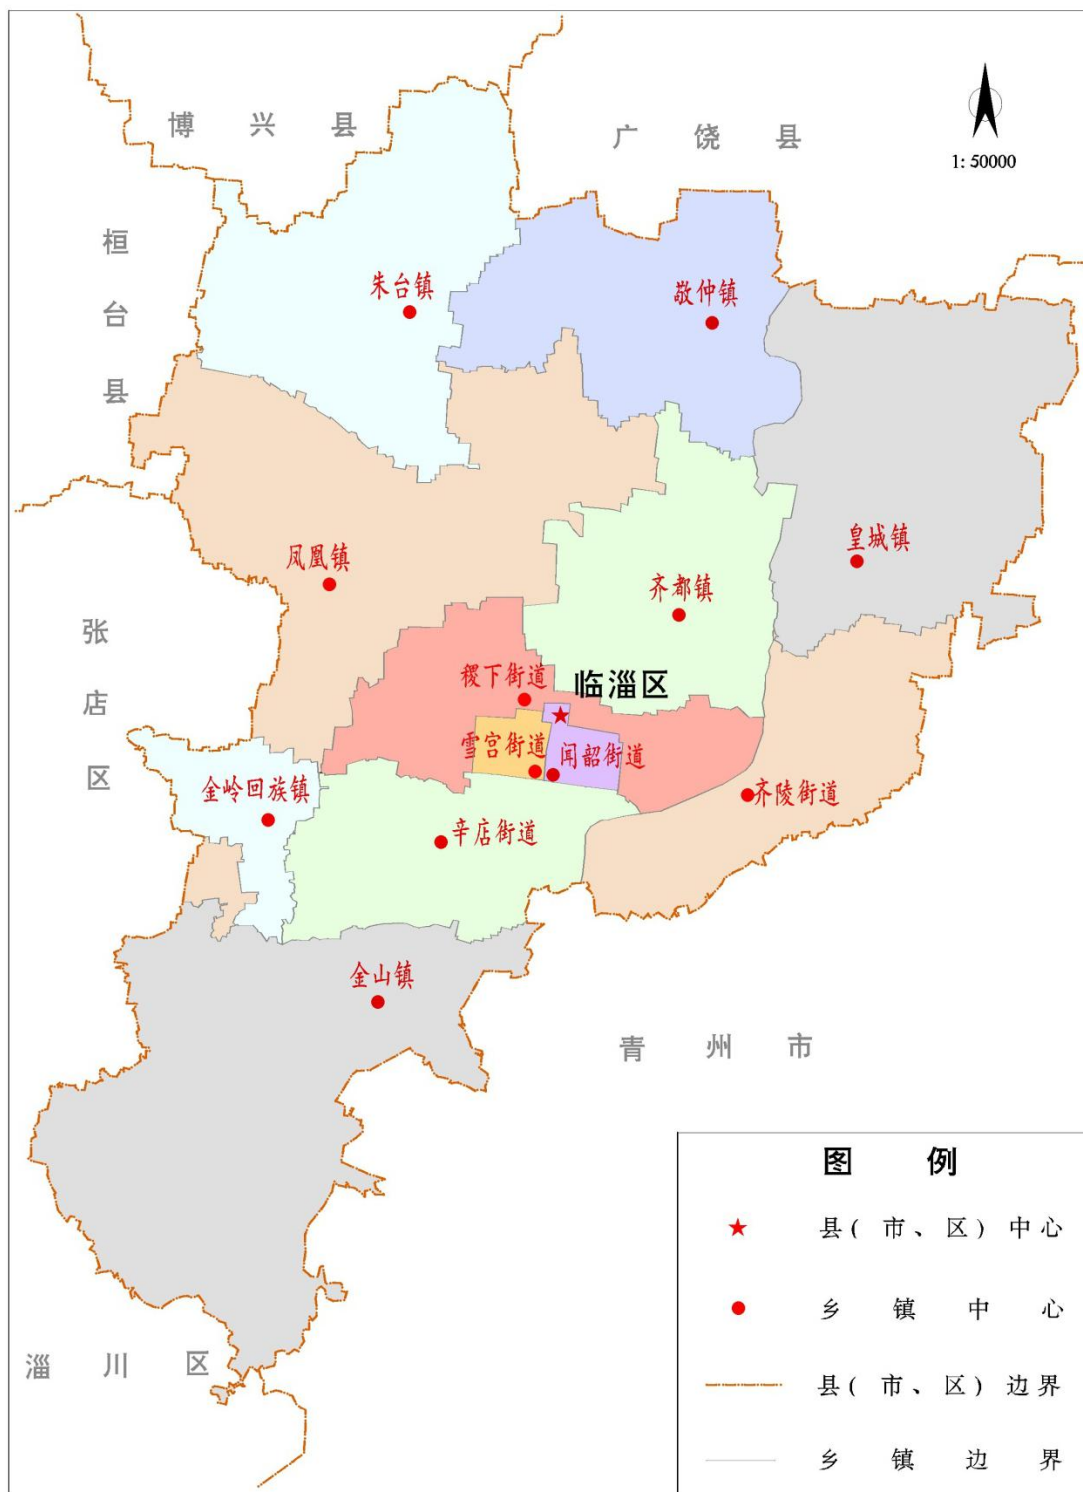 博兴县
广饶县
1:50000
桓台县
朱台镇
敬仲镇
凤凰镇
皇城镇
齐都镇
张店区
稷下街道
临淄区
雪宫街道
闻韶街道
金岭回族镇
齐陵街道
辛店街道
金山镇
青州市
淄川区
图例
县(市、区)中心
乡镇中心
县(市、区)边界
乡镇边界